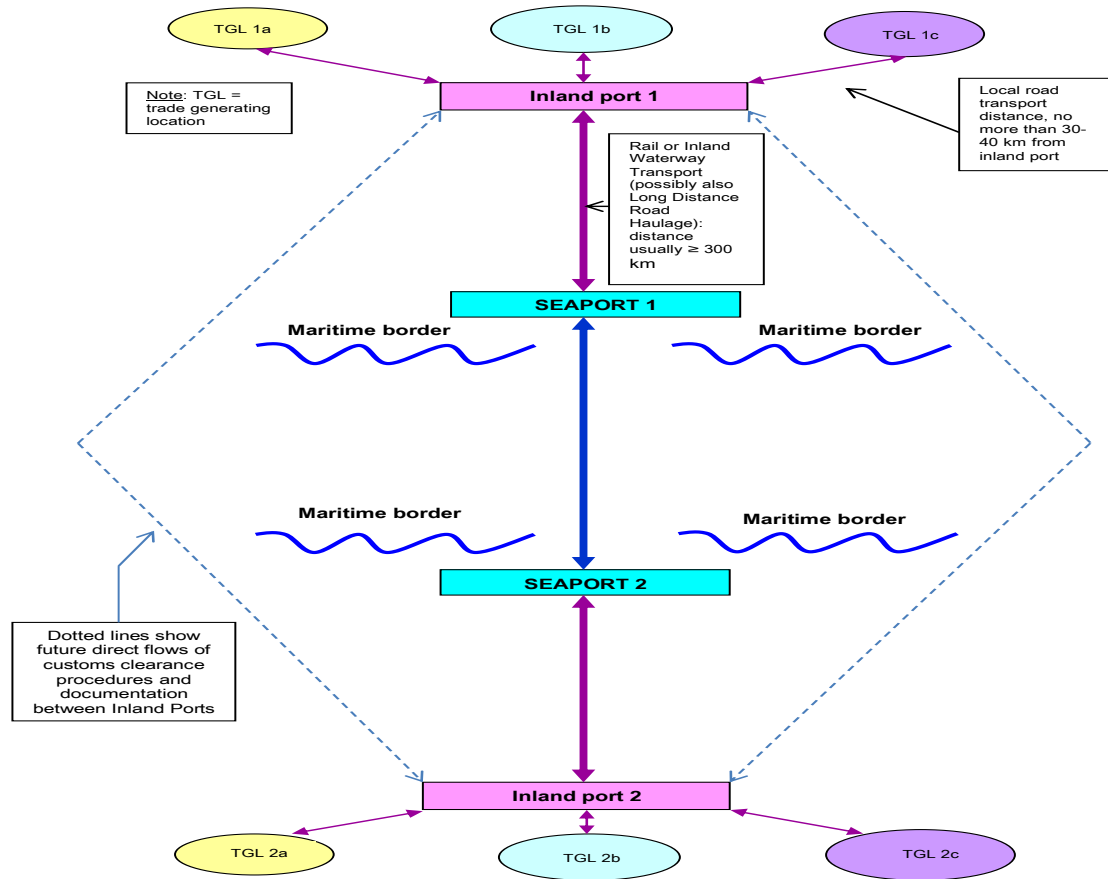 TGL 1a
TGL 1b
TGL 1c
Note: TGL =
trade generating
location
Inland port 1
Local road
transport
distance, no
more than 30-
40 km from
inland port
Rail or Inland
Waterway
Transport
(possibly also
Long Distance
Road
Haulage):
distance
usually ≥ 300
km
SEAPORT 1
Maritime border
Maritime border
Maritime border
Maritime border
SEAPORT 2
Dotted lines show
future direct flows of
customs clearance
procedures and
documentation
between Inland Ports
Inland port 2
TGL 2a
TGL 2b
TGL 2c